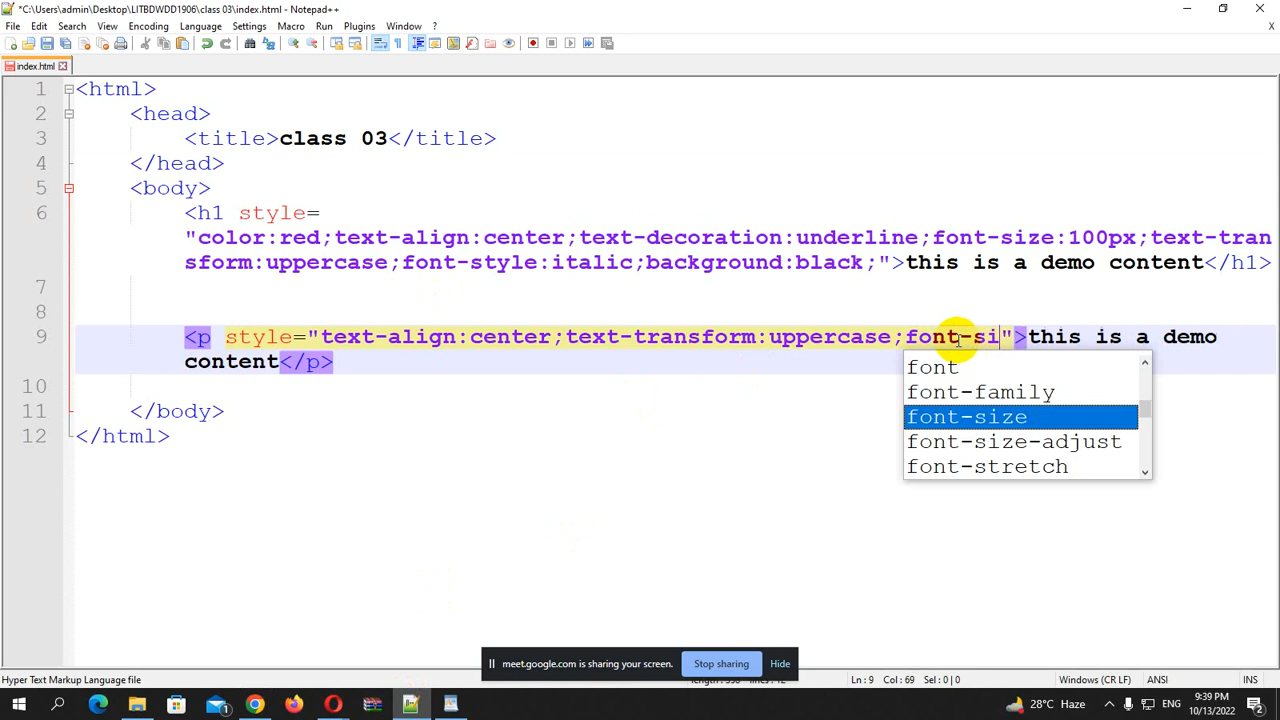 *C:\Users\admin\Desktop\LITBDWDD1906\class 03\index.html - Notepad++
File Edit Search View Encoding Language Settings Macro Run Plugins Window ?
X
index.html
1 <html>
2 <head>
3 <title>class 03</title>
4 </head>
5 <body>
6 <h1 style=
"color:red;text-align:center;text-decoration:underline;font-size:100px;text-tran
sform:uppercase;font-style:italic;background:black;">this is a demo content</h1>
7
8
9 <p style="text-align:center;text-transform:uppercase;font-si">this is a demo
content</p>
font
font-family
font-size
font-size-adjust
font-stretch
10
11 </body>
12 </html>
meet.google.com is sharing your screen. Stop sharing Hide
Hyper Text Markup Language file Ln: 9 Col: 69 Sel: 0 | 0 Windows (CR LF) ANSI INS
28°C Haze ENG 9:39 PM
10/13/2022 2